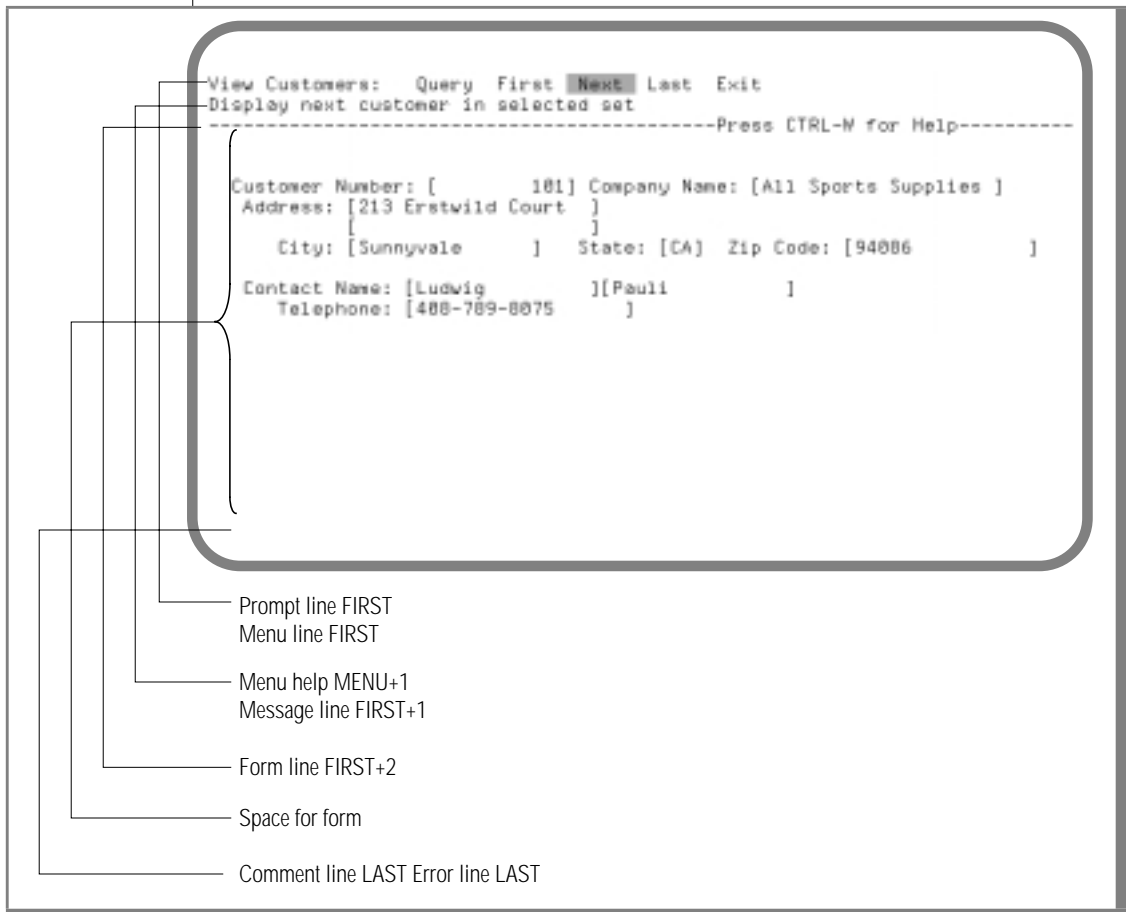 View Customers: Query First Next Last Exit
Display next customer in selected set
--------------------------------------------Press CTRL-W for Help----------
Customer Number: [ 101] Company Name: [All Sports Supplies ]
Address: [213 Erstwild Court ]
[ ]
City: [Sunnyvale ] State: [CA] Zip Code: [94086 ]
Contact Name: [Ludwig ][Pauli ]
Telephone: [408-789-8075 ]
Prompt line FIRST
Menu line FIRST
Menu help MENU+1
Message line FIRST+1
Form line FIRST+2
Space for form
Comment line LAST Error line LAST